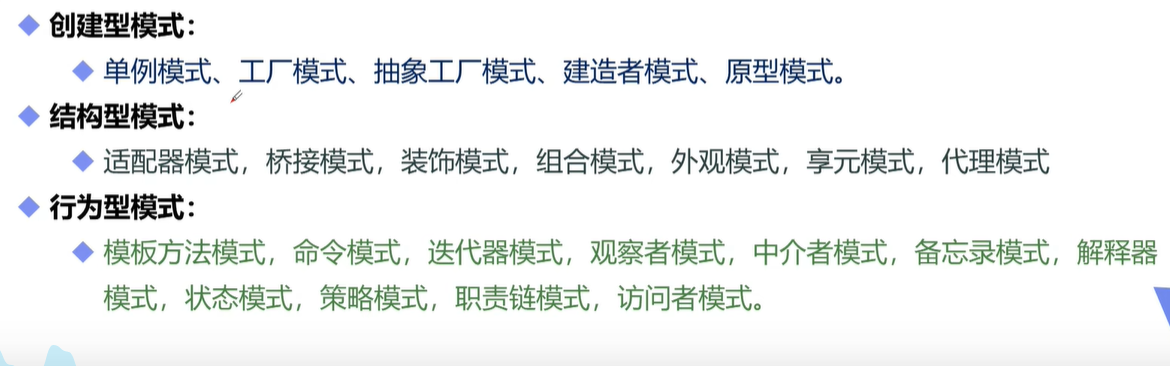 创建型模式：
单例模式、工厂模式、抽象工厂模式、建造者模式、原型模式。
结构型模式：
适配器模式，桥接模式，装饰模式，组合模式，外观模式，享元模式，代理模式
行为型模式：
模板方法模式，命令模式，迭代器模式，观察者模式，中介者模式，备忘录模式，解释器
模式，状态模式，策略模式，职责链模式，访问者模式。